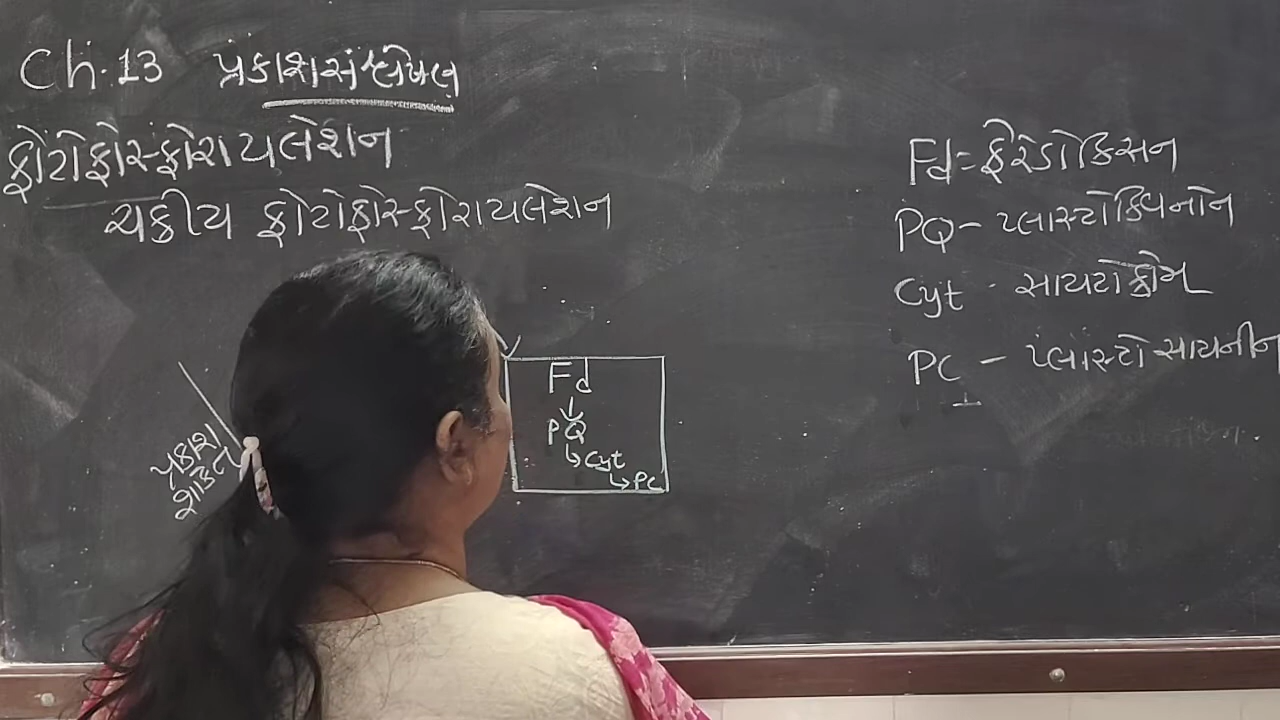 Ch.13 પ્રકાશસંશ્લેષણ
ફોટોફોસ્ફોરાયલેશન
ચક્રીય ફોટોફોસ્ફોરાયલેશન
પ્રકાશ
શક્તિ
Fd
PQ
Cyt
PC
Fd = ફેરેડોક્સિન
PQ - પ્લાસ્ટોક્વિનોન
Cyt - સાયટોક્રોમ
PC - પ્લાસ્ટોસાયનીન